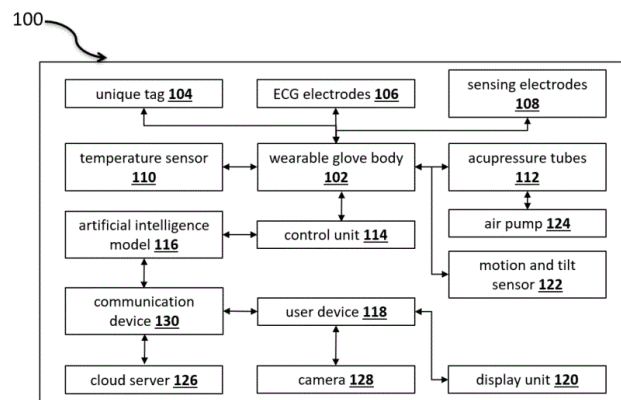 100
unique tag 104
ECG electrodes 106
sensing electrodes
108
temperature sensor
110
wearable glove body
102
acupressure tubes
112
air pump 124
artificial intelligence
model 116
control unit 114
motion and tilt
sensor 122
communication
device 130
user device 118
cloud server 126
camera 128
display unit 120